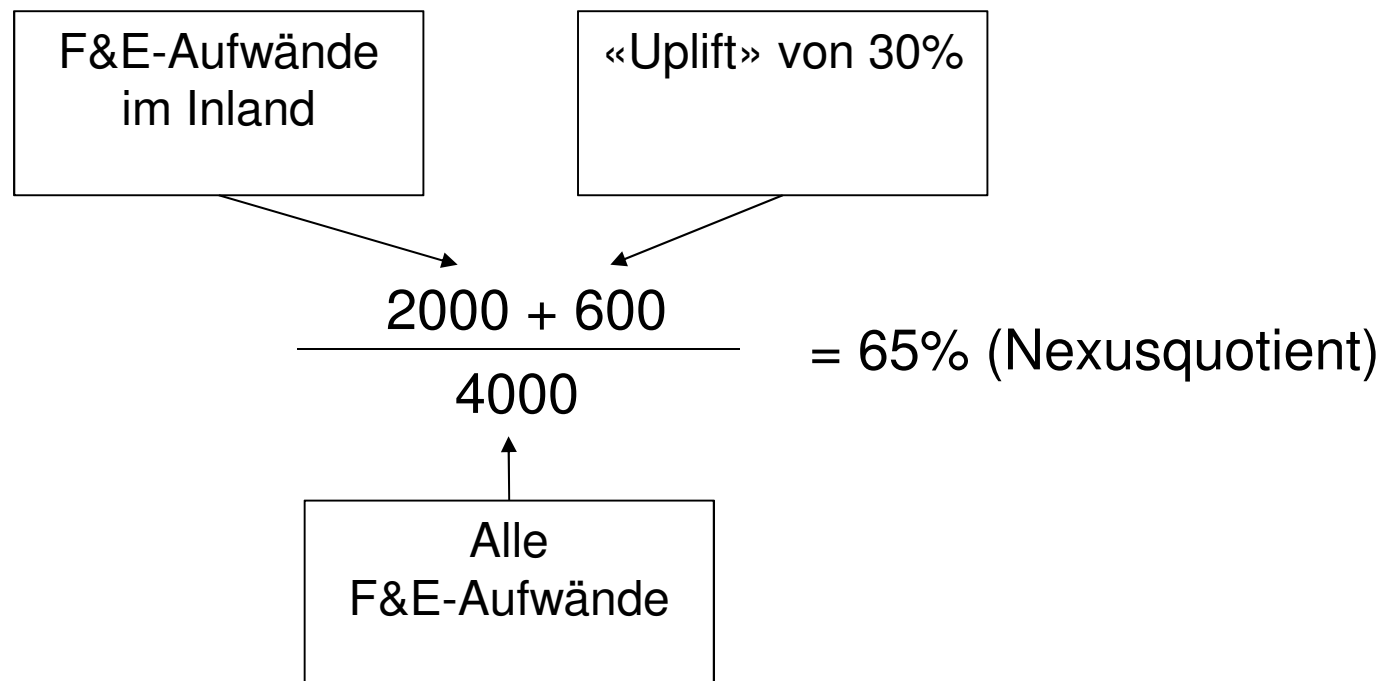 F&E-Aufwände
im Inland
«Uplift» von 30%
2000 + 600
4000
= 65% (Nexusquotient)
Alle
F&E-Aufwände